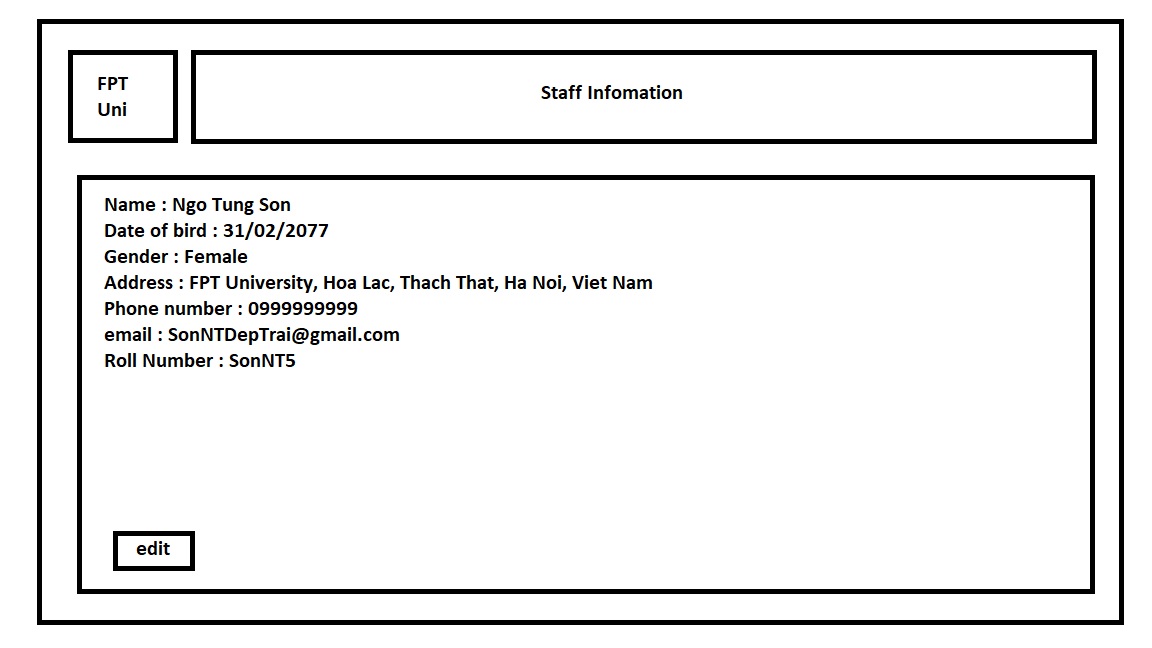 FPT
Uni
Staff Infomation
Name : Ngo Tung Son
Date of bird : 31/02/2077
Gender : Female
Address : FPT University, Hoa Lac, Thach That, Ha Noi, Viet Nam
Phone number : 0999999999
email : SonNTDepTrai@gmail.com
Roll Number : SonNT5
edit